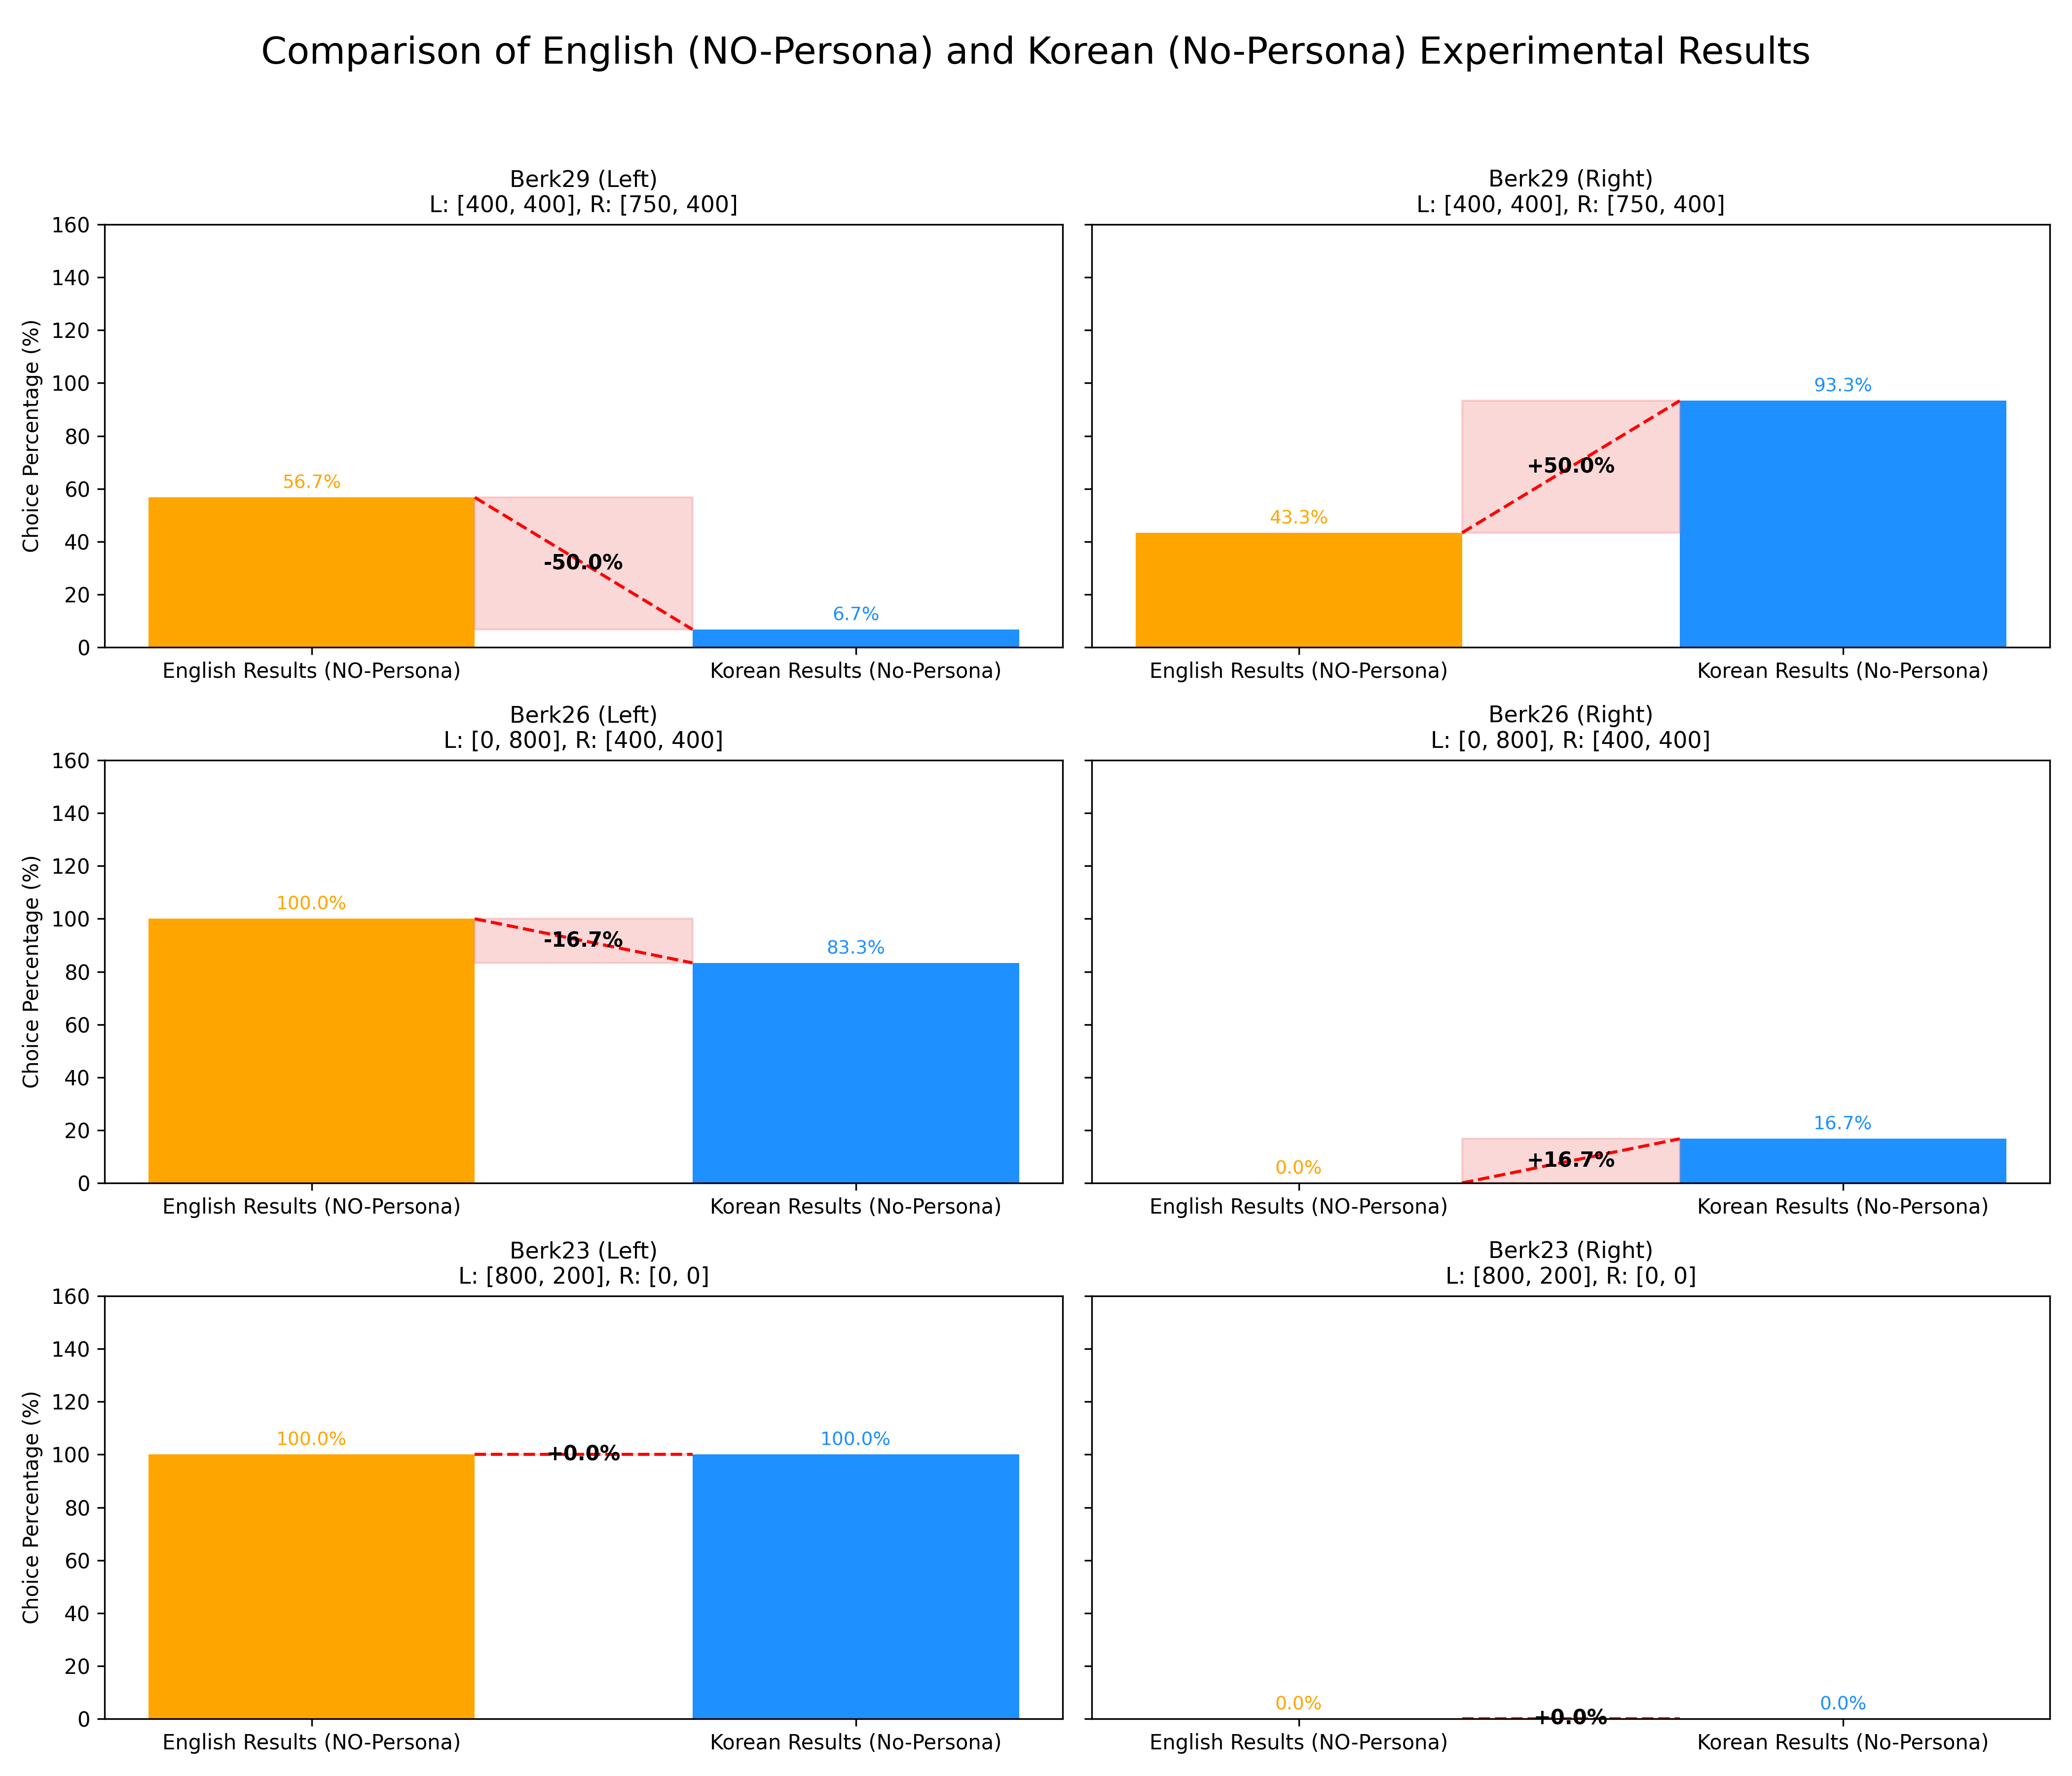 Comparison of English (NO-Persona) and Korean (No-Persona) Experimental Results
Berk29 (Left)
L: [400, 400], R: [750, 400]
Choice Percentage (%)
160
140
120
100
80
60
40
20
0
56.7%
-50.0%
6.7%
English Results (NO-Persona)
Korean Results (No-Persona)
Berk29 (Right)
L: [400, 400], R: [750, 400]
93.3%
+50.0%
43.3%
English Results (NO-Persona)
Korean Results (No-Persona)
Berk26 (Left)
L: [0, 800], R: [400, 400]
Choice Percentage (%)
160
140
120
100
80
60
40
20
0
100.0%
-16.7%
83.3%
English Results (NO-Persona)
Korean Results (No-Persona)
Berk26 (Right)
L: [0, 800], R: [400, 400]
16.7%
+16.7%
0.0%
English Results (NO-Persona)
Korean Results (No-Persona)
Berk23 (Left)
L: [800, 200], R: [0, 0]
Choice Percentage (%)
160
140
120
100
80
60
40
20
0
100.0%
+0.0%
100.0%
English Results (NO-Persona)
Korean Results (No-Persona)
Berk23 (Right)
L: [800, 200], R: [0, 0]
0.0%
+0.0%
0.0%
English Results (NO-Persona)
Korean Results (No-Persona)